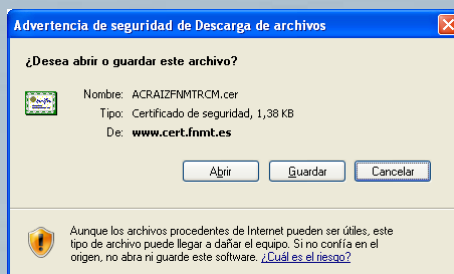 Advertencia de seguridad de Descarga de archivos
¿Desea abrir o guardar este archivo?
Nombre: ACRAIZFNMTRCM.cer
Tipo: Certificado de seguridad, 1,38 KB
De: www.cert.fnmt.es
Abrir Guardar Cancelar
Aunque los archivos procedentes de Internet pueden ser útiles, este
tipo de archivo puede llegar a dañar el equipo. Si no confía en el
origen, no abra ni guarde este software. ¿Cuál es el riesgo?